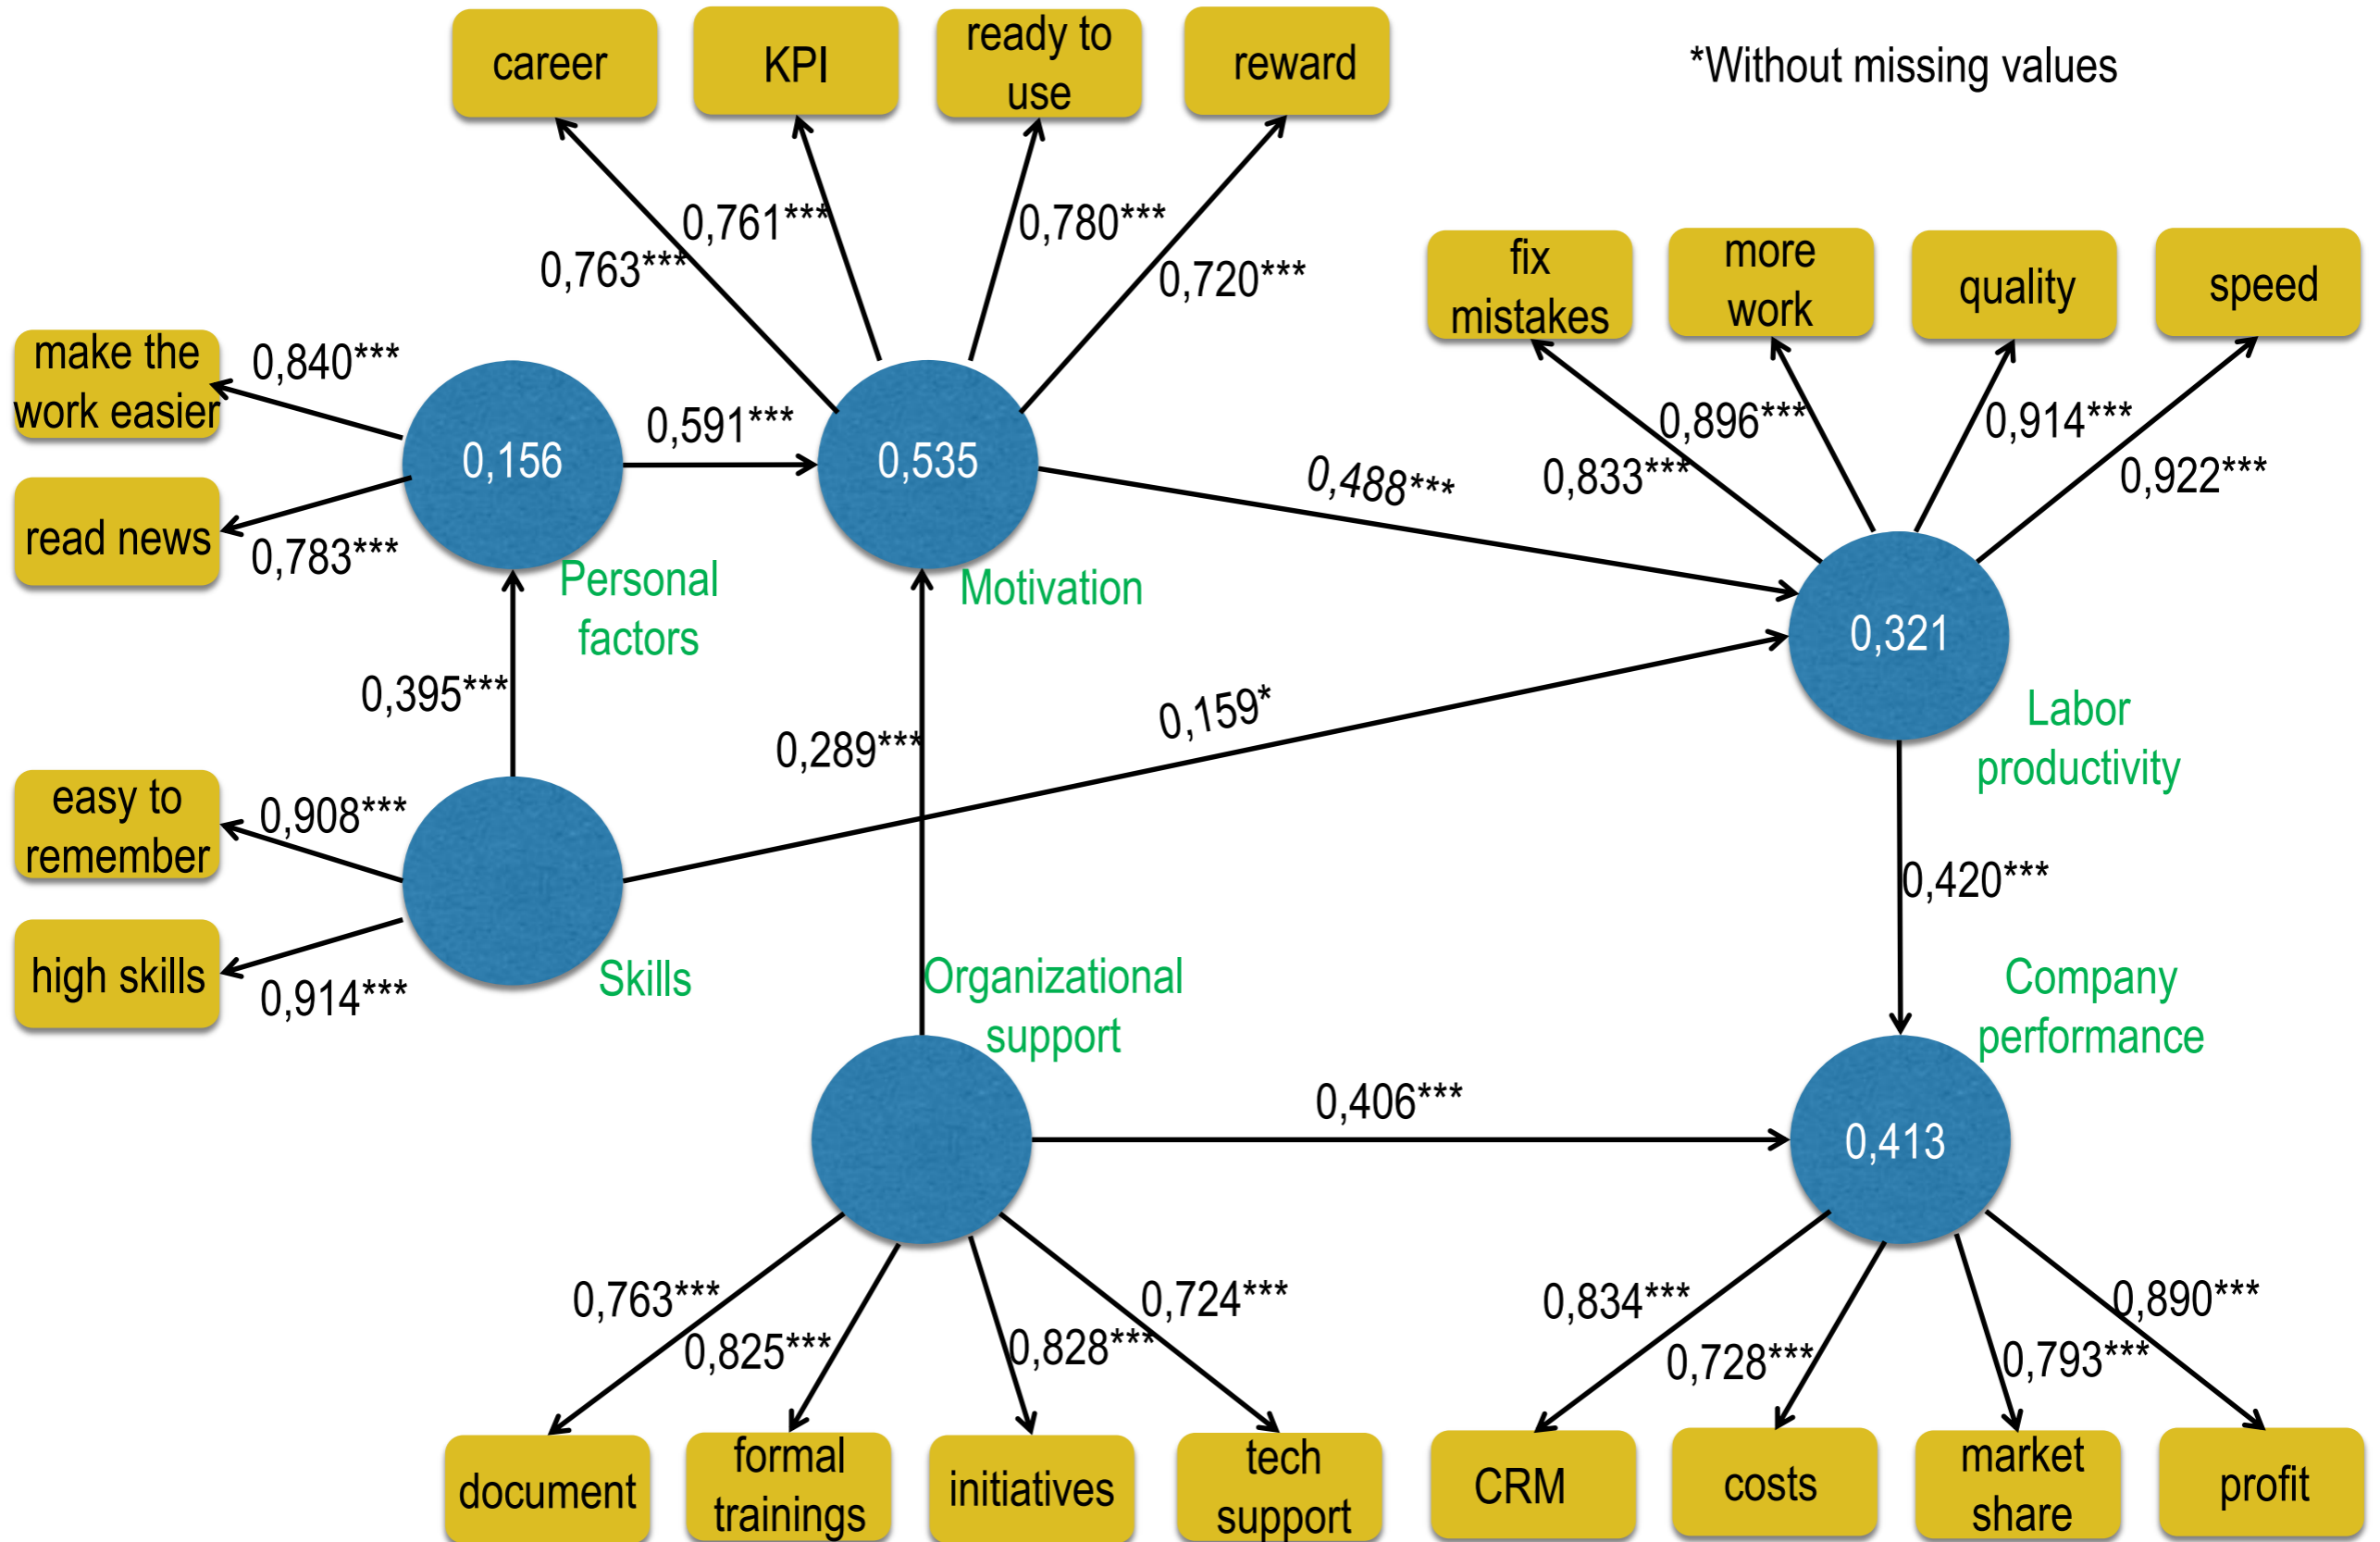 career
KPI
ready to
use
reward
*Without missing values
0,761***
0,780***
0,763***
0,720***
fix
mistakes
more
work
quality
speed
make the
work easier
0,840***
0,591***
0,896***
0,914***
0,156
0,535
0,488***
0,833***
0,922***
read news
0,783***
Personal
factors
Motivation
0,321
0,395***
0,289***
0,159*
Labor
productivity
easy to
remember
0,908***
0,420***
high skills
0,914***
Skills
Organizational
support
Company
performance
0,406***
0,413
0,763***
0,825***
0,828***
0,724***
0,834***
0,728***
0,793***
0,890***
document
formal
trainings
initiatives
tech
support
CRM
costs
market
share
profit